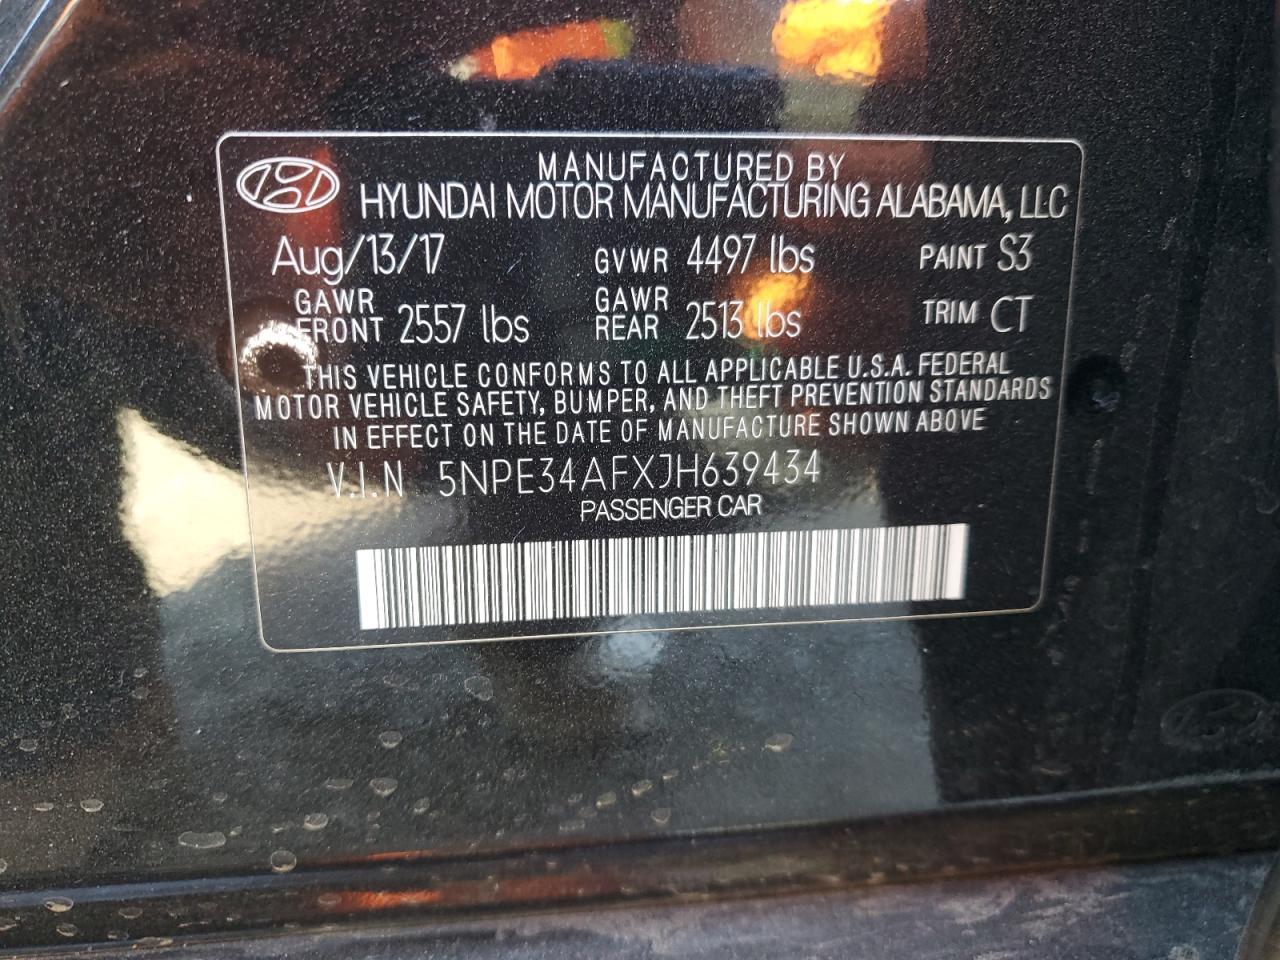 MANUFACTURED BY
HYUNDAI MOTOR MANUFACTURING ALABAMA, LLC
Aug/13/17 GVWR 4497 lbs PAINT S3
GAWR FRONT 2557 lbs GAWR REAR 2513 lbs TRIM CT
THIS VEHICLE CONFORMS TO ALL APPLICABLE U.S.A. FEDERAL
MOTOR VEHICLE SAFETY, BUMPER, AND THEFT PREVENTION STANDARDS
IN EFFECT ON THE DATE OF MANUFACTURE SHOWN ABOVE
V.I.N 5NPE34AFXJH639434
PASSENGER CAR